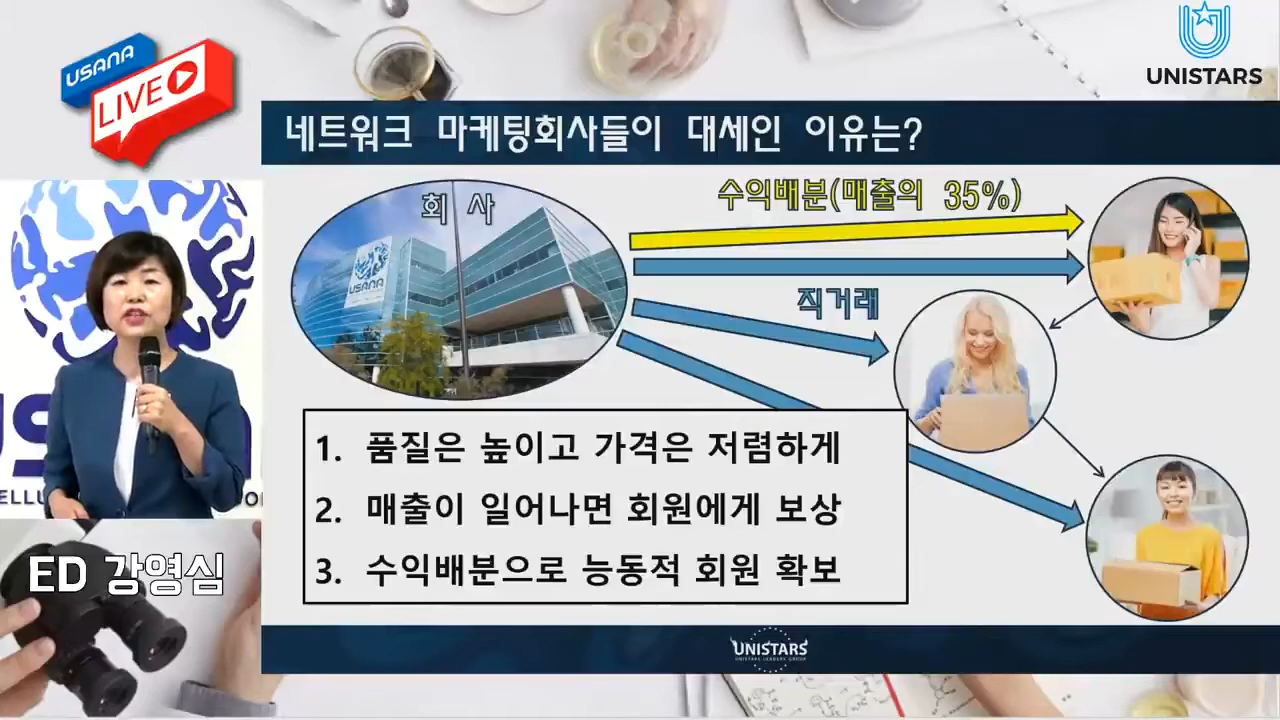 USANA
LIVE
UNISTARS
네트워크 마케팅회사들이 대세인 이유는?
회 사
수익배분(매출의 35%)
USANA
직거래
1. 품질은 높이고 가격은 저렴하게
2. 매출이 일어나면 회원에게 보상
3. 수익배분으로 능동적 회원 확보
ED 강영심
UNISTARS
UNISTARS LEADERS GROUP